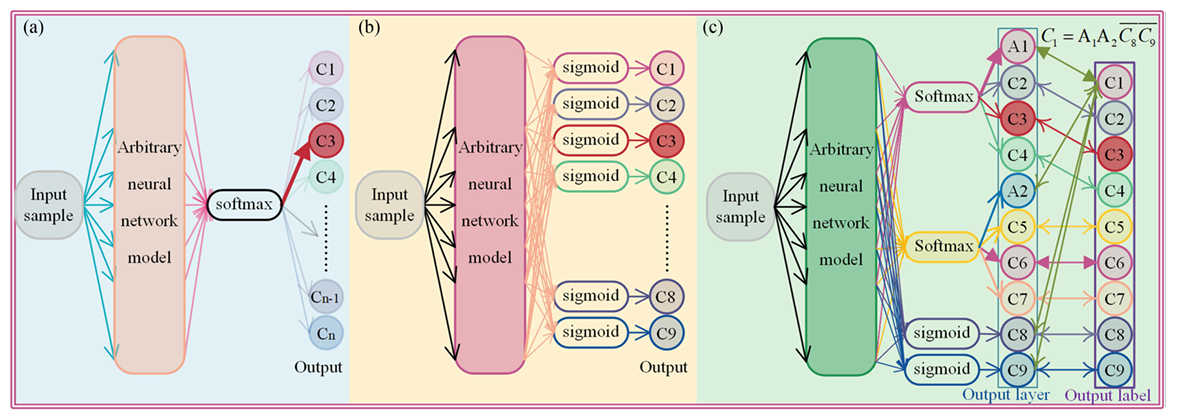 (a)
Input
sample
Arbitrary
neural
network
model
softmax
C1
C2
C3
C4
Cn-1
Cn
Output
(b)
Input
sample
Arbitrary
neural
network
model
sigmoid
C1
sigmoid
C2
sigmoid
C3
sigmoid
C4
sigmoid
C8
sigmoid
C9
Output
(c)
Input
sample
Arbitrary
neural
network
model
Softmax
Softmax
sigmoid
sigmoid
A1
C2
C3
C4
A2
C5
C6
C7
C8
C9
Output layer
$C_1 = A_1A_2\overline{C_8}\overline{C_9}$
C1
C2
C3
C4
C5
C6
C7
C8
C9
Output label